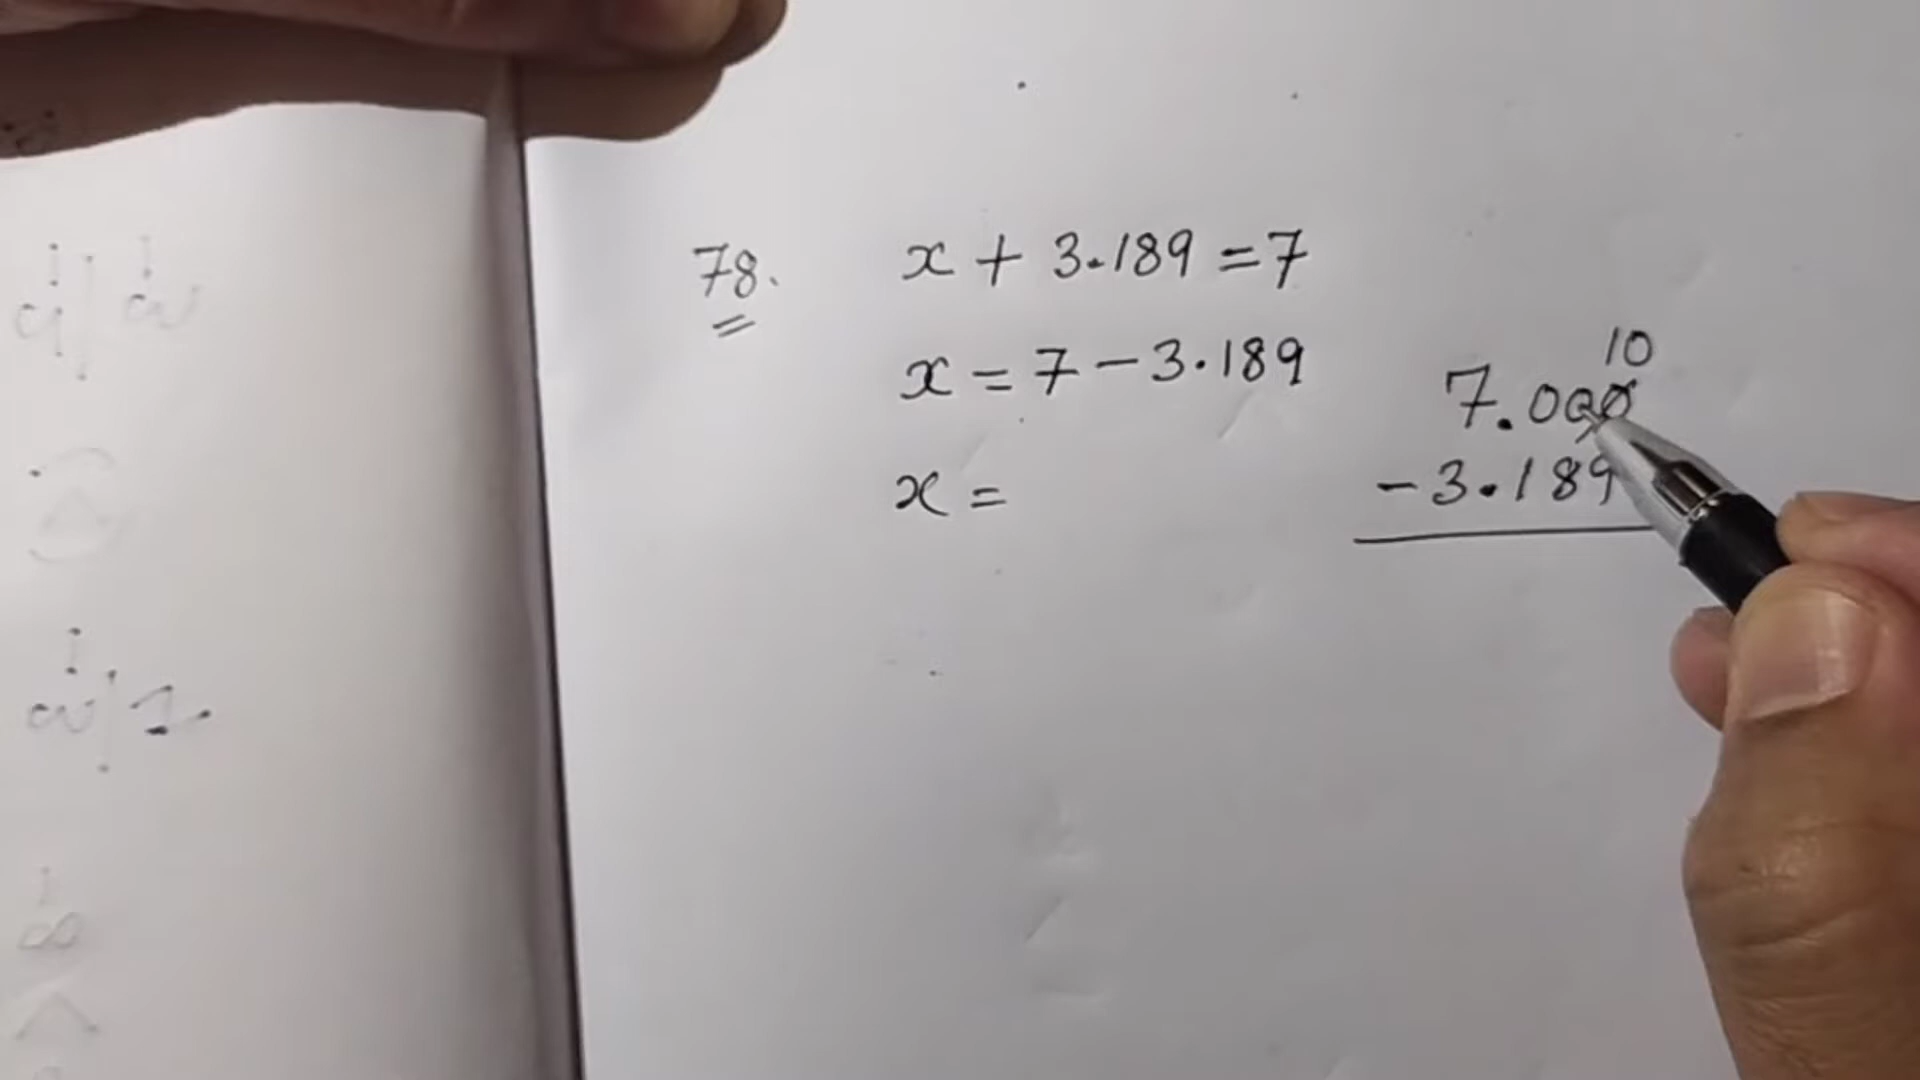 78. x + 3.189 = 7
x = 7 - 3.189
x =
10
7.000
- 3.189